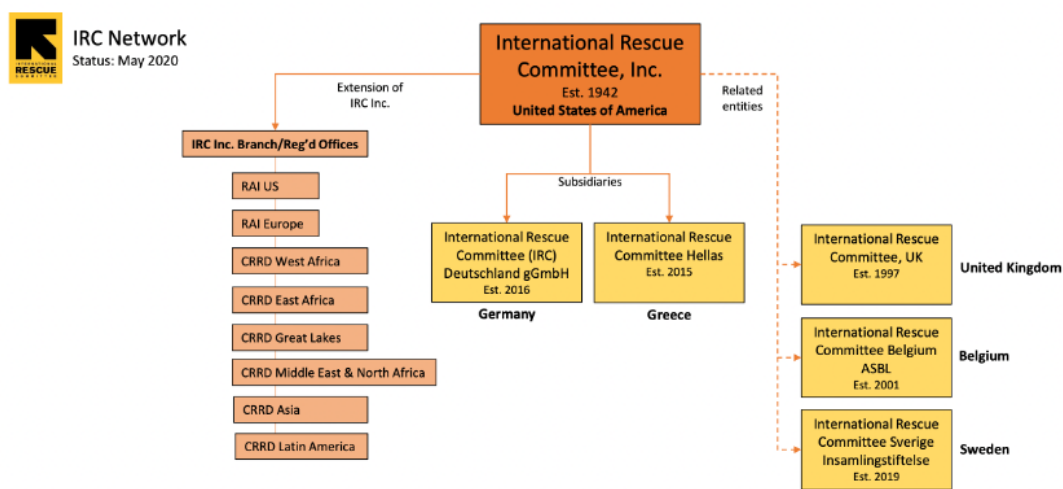 INTERNATIONAL
RESCUE
COMMITTEE
IRC Network
Status: May 2020
International Rescue
Committee, Inc.
Est. 1942
United States of America
Extension of
IRC Inc.
Related
entities
IRC Inc. Branch/Reg'd Offices
RAI US
RAI Europe
CRRD West Africa
CRRD East Africa
CRRD Great Lakes
CRRD Middle East & North Africa
CRRD Asia
CRRD Latin America
Subsidiaries
International Rescue
Committee (IRC)
Deutschland gGmbH
Est. 2016
Germany
International Rescue
Committee Hellas
Est. 2015
Greece
International Rescue
Committee, UK
Est. 1997
United Kingdom
International Rescue
Committee Belgium
ASBL
Est. 2001
Belgium
International Rescue
Committee Sverige
Insamlingstiftelse
Est. 2019
Sweden